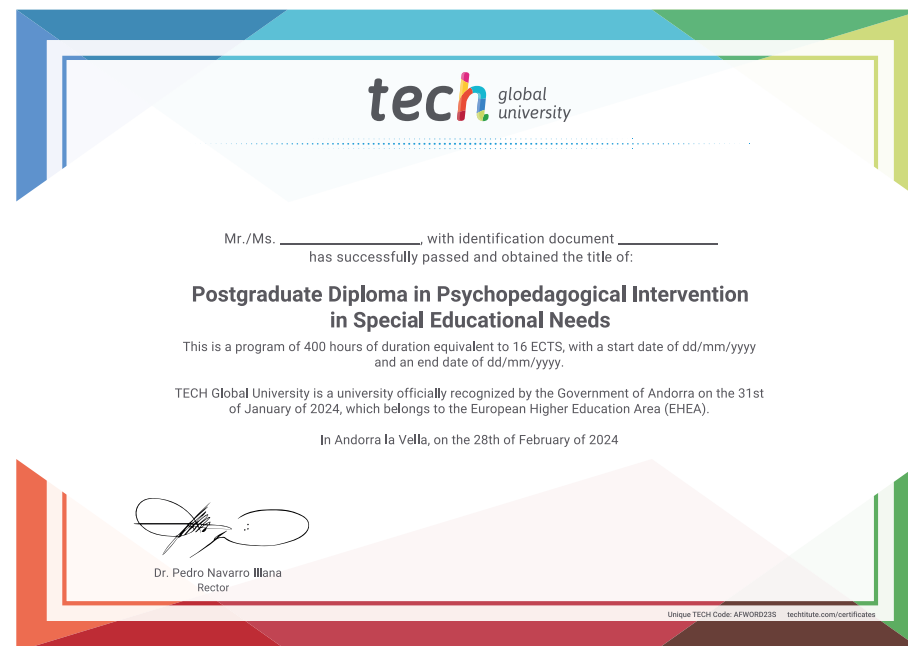 tech global university
Mr./Ms. ____________, with identification document ____________
has successfully passed and obtained the title of:
Postgraduate Diploma in Psychopedagogical Intervention
in Special Educational Needs
This is a program of 400 hours of duration equivalent to 16 ECTS, with a start date of dd/mm/yyyy
and an end date of dd/mm/yyyy.
TECH Global University is a university officially recognized by the Government of Andorra on the 31st
of January of 2024, which belongs to the European Higher Education Area (EHEA).
In Andorra la Vella, on the 28th of February of 2024
Dr. Pedro Navarro Illana
Rector
Unique TECH Code: AFWORD23S techtitute.com/certificates